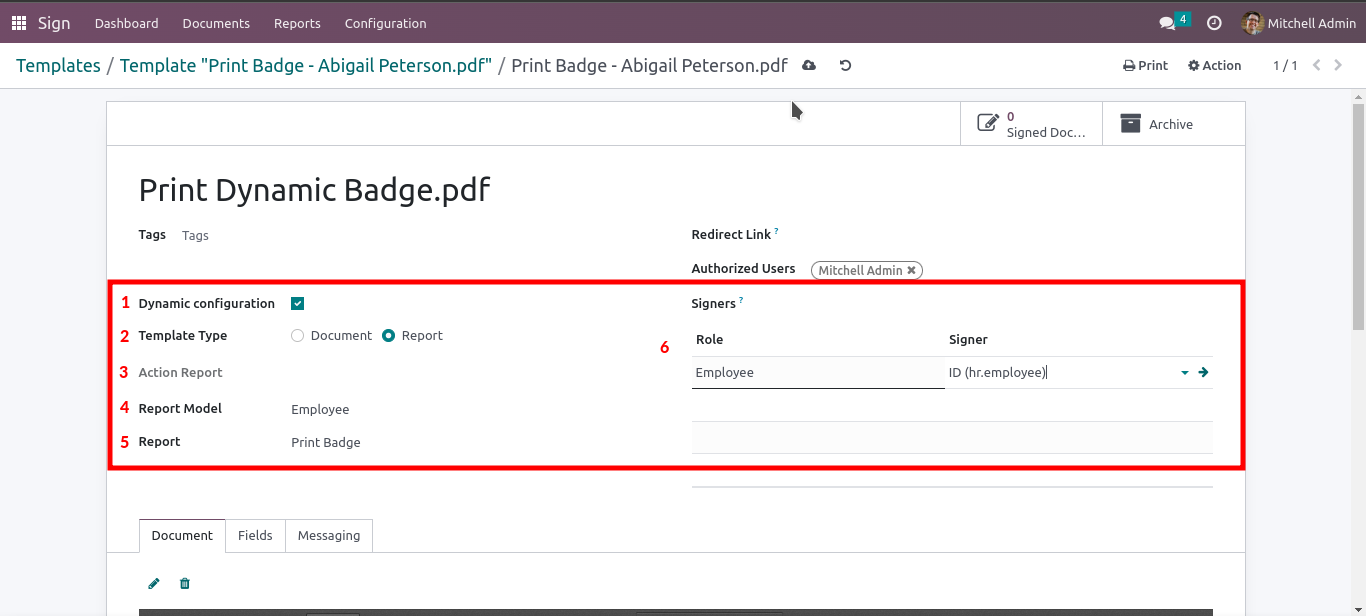 Sign Dashboard Documents Reports Configuration 4 Mitchell Admin
Templates / Template "Print Badge - Abigail Peterson.pdf" / Print Badge - Abigail Peterson.pdf Print Action 1 / 1
0
Signed Doc...
Archive
Print Dynamic Badge.pdf
Tags Tags
Redirect Link ?
Authorized Users Mitchell Admin ✖
1 Dynamic configuration
Signers ?
2 Template Type Document Report
6 Role Signer
3 Action Report
Employee ID (hr.employee)
4 Report Model Employee
5 Report Print Badge
Document Fields Messaging